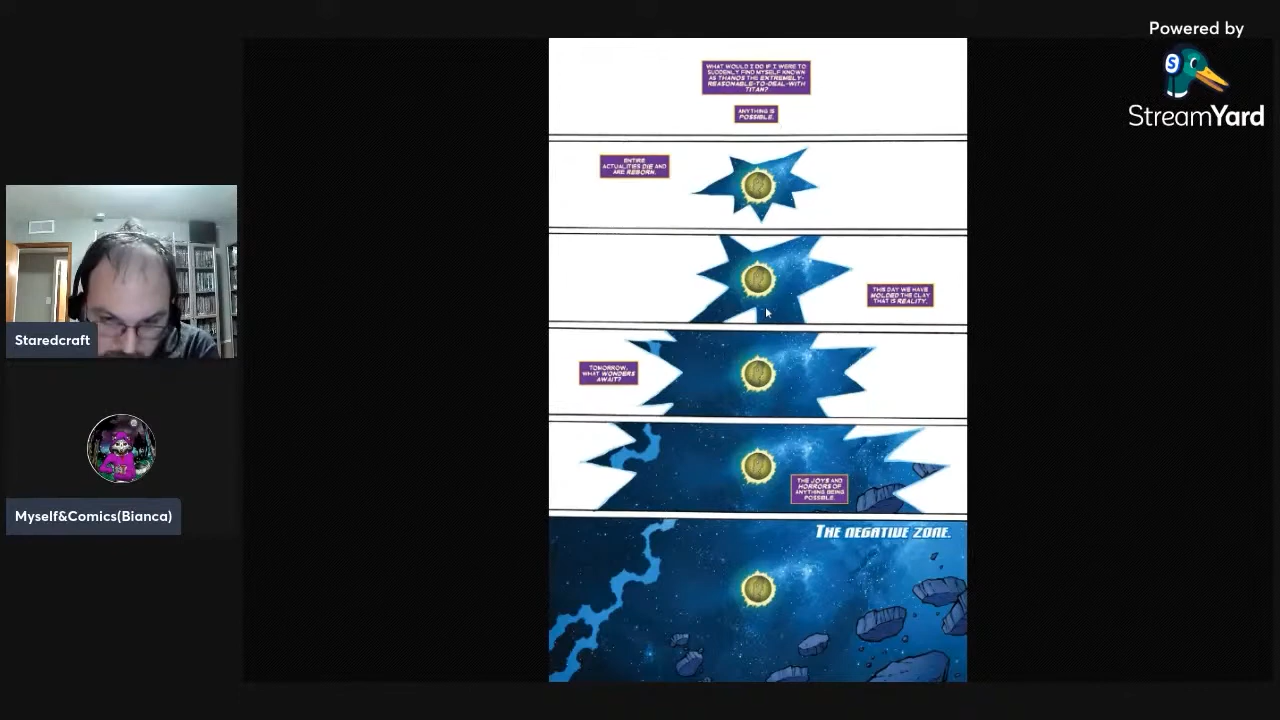 Powered by
StreamYard
WHAT WOULD I DO IF I WERE TO
SUDDENLY FIND MYSELF KNOWN
AS THANOS THE EXTREMELY-
REASONABLE-TO-DEAL-WITH
TITAN?
ANYTHING IS
POSSIBLE.
ENTIRE
ACTUALITIES DIE AND
ARE REBORN.
THIS DAY WE HAVE
MOLDED THE CLAY
THAT IS REALITY.
TOMORROW,
WHAT WONDERS
AWAIT?
THE JOYS AND
HORRORS OF
ANYTHING BEING
POSSIBLE.
THE NEGATIVE ZONE.
Staredcraft
Myself&Comics(Bianca)